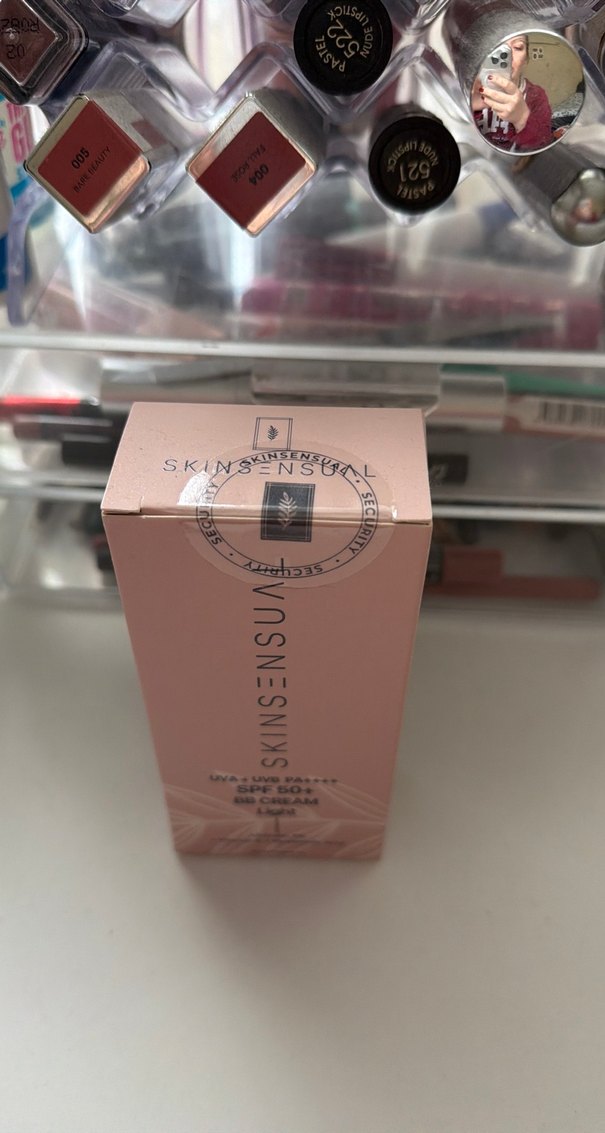 PASTEL
522
NUDE LIPSTICK
005
BARE BEAUTY
004
PASTEL
521
NUDE LIPSTICK
SKINSENSUAL
SKINSENSUAL
SECURITY
SECURITY
SECURITY
SKINSENSUAL
UVA + UVB PA++++
SPF 50+
BB CREAM
Light